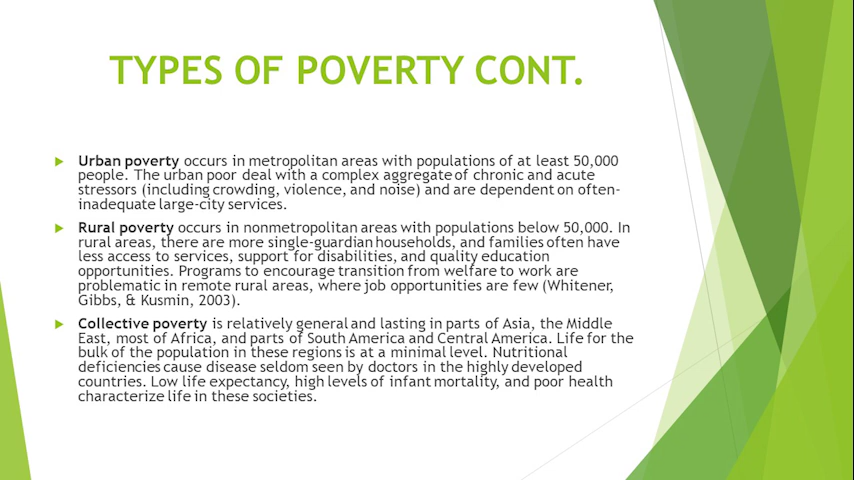 TYPES OF POVERTY CONT.
Urban poverty occurs in metropolitan areas with populations of at least 50,000
people. The urban poor deal with a complex aggregate of chronic and acute
stressors (including crowding, violence, and noise) and are dependent on often-
inadequate large-city services.
Rural poverty occurs in nonmetropolitan areas with populations below 50,000. In
rural areas, there are more single-guardian households, and families often have
less access to services, support for disabilities, and quality education
opportunities. Programs to encourage transition from welfare to work are
problematic in remote rural areas, where job opportunities are few (Whitener,
Gibbs, & Kusmin, 2003).
Collective poverty is relatively general and lasting in parts of Asia, the Middle
East, most of Africa, and parts of South America and Central America. Life for the
bulk of the population in these regions is at a minimal level. Nutritional
deficiencies cause disease seldom seen by doctors in the highly developed
countries. Low life expectancy, high levels of infant mortality, and poor health
characterize life in these societies.